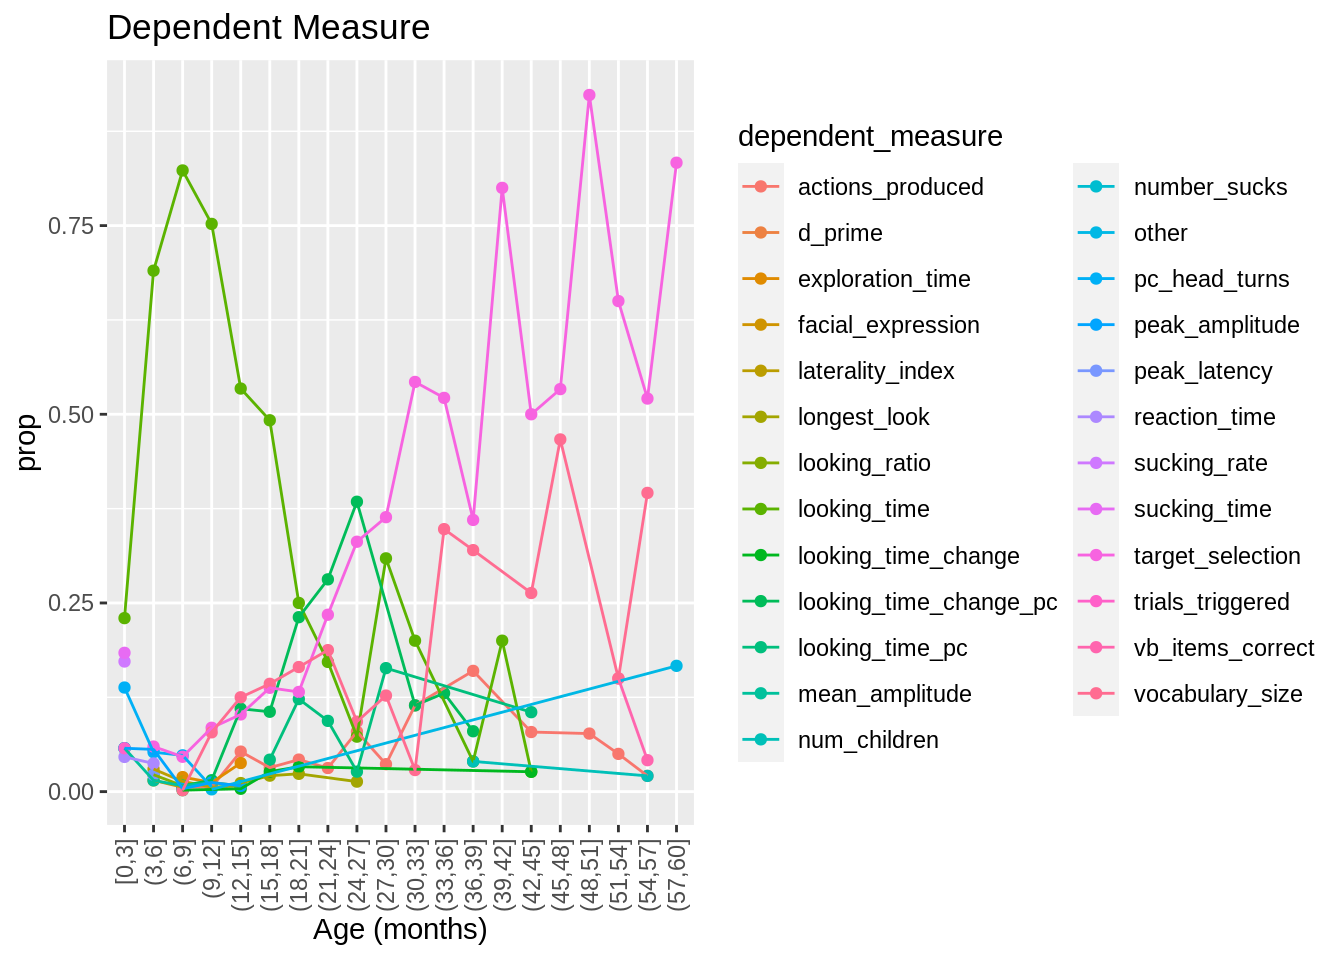 Dependent Measure
prop
0.75
0.50
0.25
0.00
[0,3]
(3,6]
(6,9]
(9,12]
(12,15]
(15,18]
(18,21]
(21,24]
(24,27]
(27,30]
(30,33]
(33,36]
(36,39]
(39,42]
(42,45]
(45,48]
(48,51]
(51,54]
(54,57]
(57,60]
Age (months)
dependent_measure
actions_produced
d_prime
exploration_time
facial_expression
laterality_index
longest_look
looking_ratio
looking_time
looking_time_change
looking_time_change_pc
looking_time_pc
mean_amplitude
num_children
number_sucks
other
pc_head_turns
peak_amplitude
peak_latency
reaction_time
sucking_rate
sucking_time
target_selection
trials_triggered
vb_items_correct
vocabulary_size